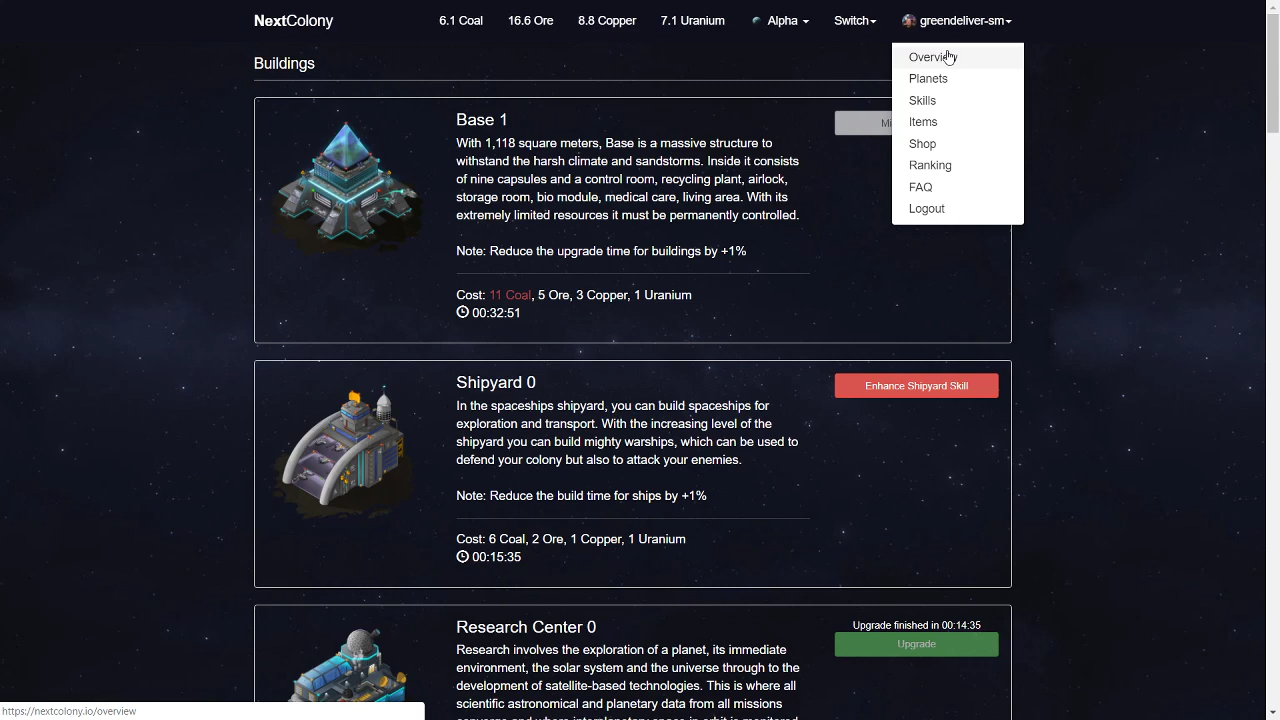 NextColony 6.1 Coal 16.6 Ore 8.8 Copper 7.1 Uranium Alpha Switch greendeliver-sm
Overview
Planets
Skills
Items
Shop
Ranking
FAQ
Logout
Buildings
Base 1
With 1,118 square meters, Base is a massive structure to
withstand the harsh climate and sandstorms. Inside it consists
of nine capsules and a control room, recycling plant, airlock,
storage room, bio module, medical care, living area. With its
extremely limited resources it must be permanently controlled.
Note: Reduce the upgrade time for buildings by +1%
Cost: 11 Coal, 5 Ore, 3 Copper, 1 Uranium
00:32:51
Shipyard 0
Enhance Shipyard Skill
In the spaceships shipyard, you can build spaceships for
exploration and transport. With the increasing level of the
shipyard you can build mighty warships, which can be used to
defend your colony but also to attack your enemies.
Note: Reduce the build time for ships by +1%
Cost: 6 Coal, 2 Ore, 1 Copper, 1 Uranium
00:15:35
Research Center 0
Upgrade finished in 00:14:35
Upgrade
Research involves the exploration of a planet, its immediate
environment, the solar system and the universe through to the
development of satellite-based technologies. This is where all
scientific astronomical and planetary data from all missions
https://nextcolony.io/overview